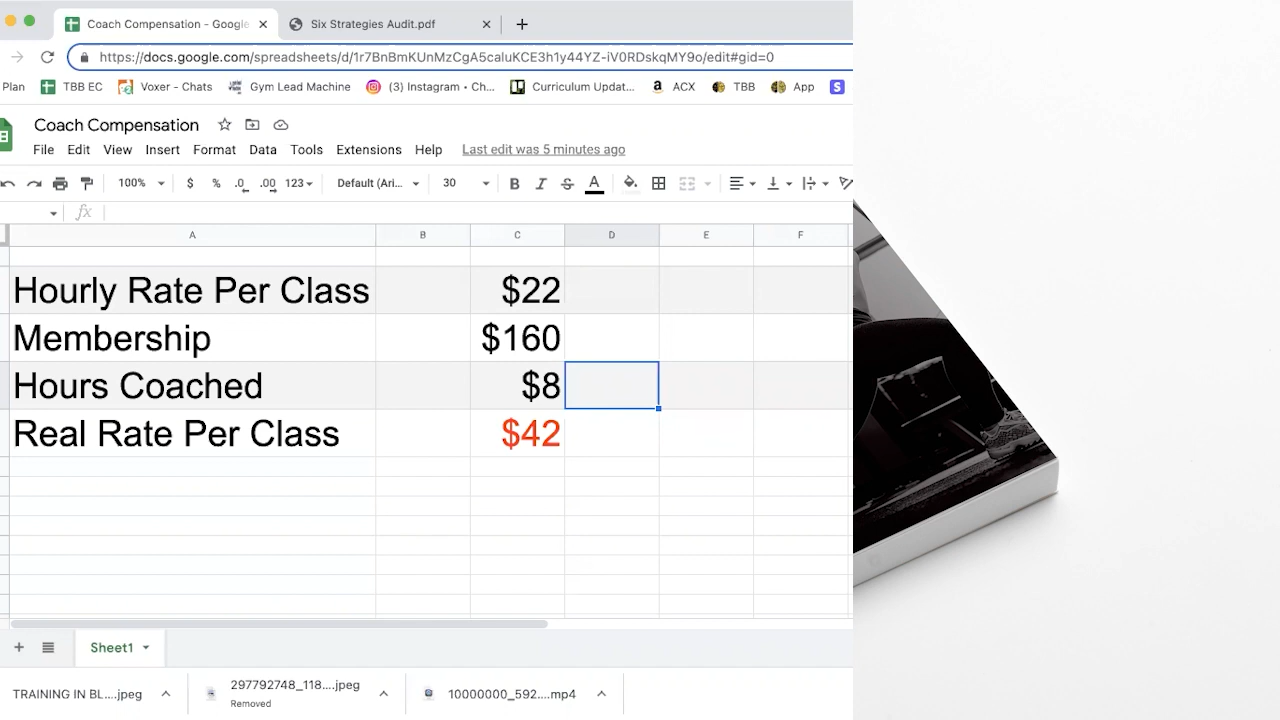 Coach Compensation - Google
Six Strategies Audit.pdf
https://docs.google.com/spreadsheets/d/1r7BnBmKUnMzCgA5caluKCE3h1y44YZ-iV0RDskqMY9o/edit#gid=0
Plan TBB EC Voxer - Chats Gym Lead Machine (3) Instagram • Ch... Curriculum Updat... ACX TBB App
Coach Compensation
File Edit View Insert Format Data Tools Extensions Help Last edit was 5 minutes ago
100% $ % .0 .00 123 Default (Ari... 30 B I S A
fx
A B C D E F
Hourly Rate Per Class $22
Membership $160
Hours Coached $8
Real Rate Per Class $42
Sheet1
TRAINING IN BL....jpeg
297792748_118....jpeg
Removed
10000000_592....mp4